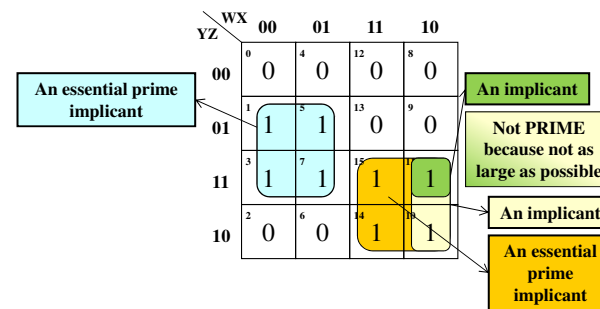 WX
YZ
00 01 11 10
00
0 0
4 0
12 0
8 0
01
1 1
5 1
13 0
9 0
11
3 1
7 1
15 1
1
10
2 0
6 0
14 1
1
An essential prime
implicant
An implicant
Not PRIME
because not as
large as possible
An implicant
An essential
prime
implicant